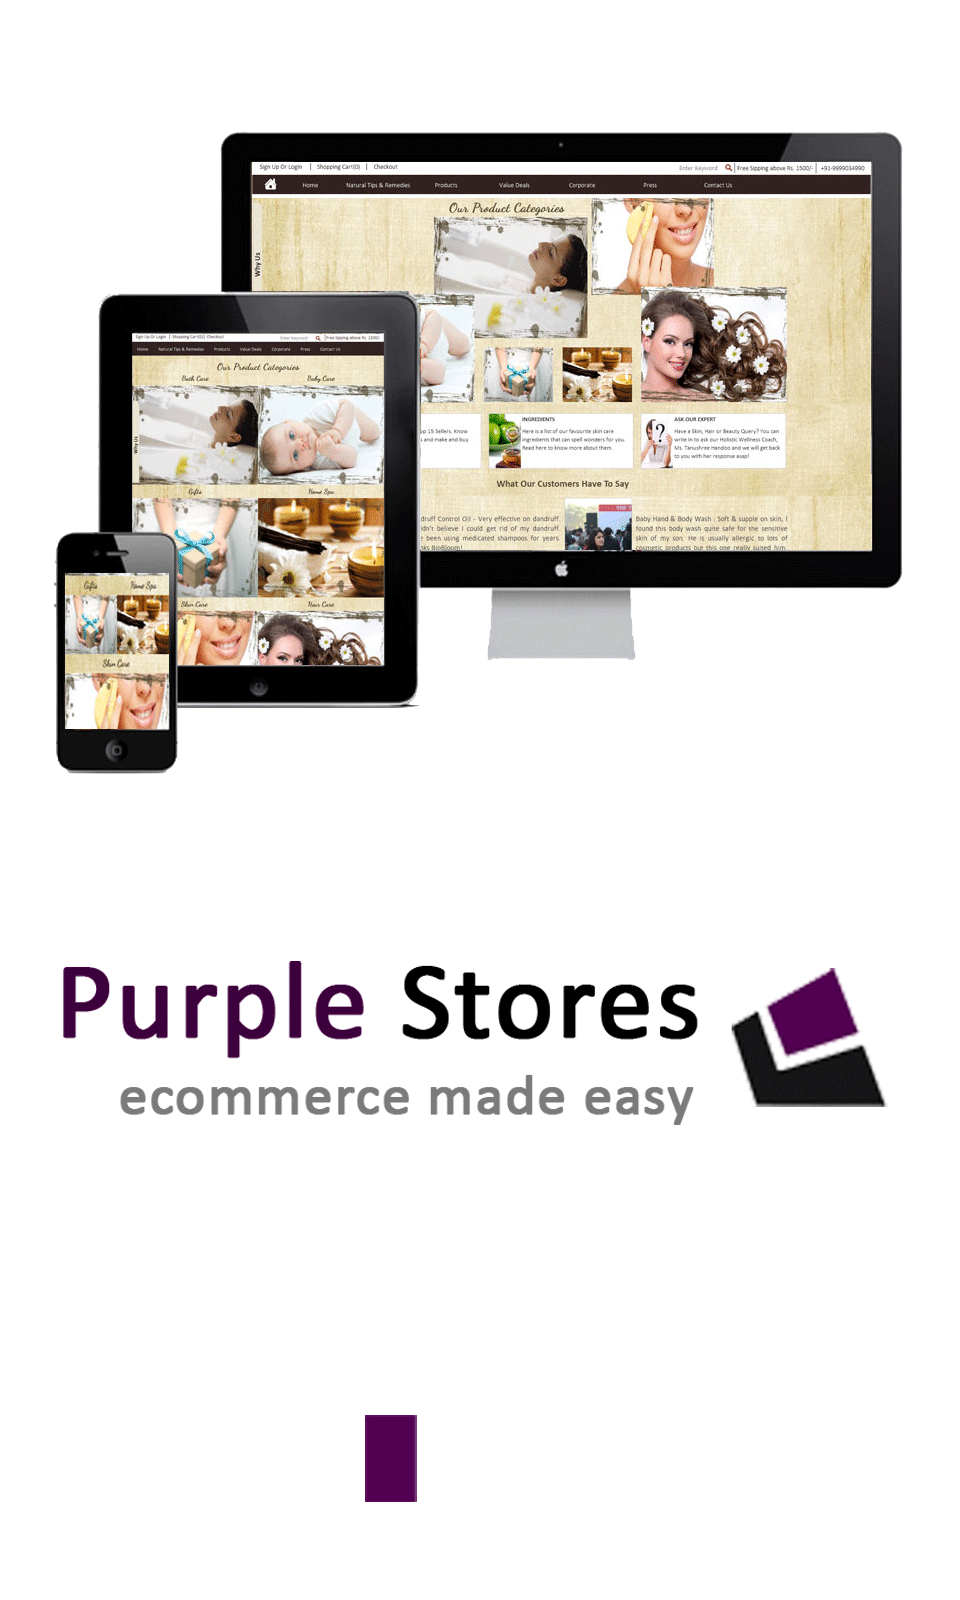 Sign Up Or Login | Shopping Cart(0) | Checkout
Enter Keyword | Free Sipping above Rs. 1500/- | +91-9999034990
Home Natural Tips & Remedies Products Value Deals Corporate Press Contact Us
Our Product Categories
Why Us
top 15 Sellers. Know
s and make and buy
INGREDIENTS
Here is a list of our favourite skin care
ingredients that can spell wonders for you.
Read here to know more about them.
ASK OUR EXPERT
Have a Skin, Hair or Beauty Query? You can
write in to ask our Holistic Wellness Coach,
Ms. Tanushree Handoo and we will get back
to you with her response asap!
What Our Customers Have To Say
druff Control Oil - Very effective on dandruff.
dn't believe I could get rid of my dandruff.
e been using medicated shampoos for years.
nks BioBloom!
Baby Hand & Body Wash : Soft & supple on skin, I
found this body wash quite safe for the sensitive
skin of my son. He is usually allergic to lots of
cosmetic products but this one really suited him.
Sign Up Or Login | Shopping Cart(0) | Checkout
Enter Keyword | Free Sipping above Rs. 1500/-
Home Natural Tips & Remedies Products Value Deals Corporate Press Contact Us
Our Product Categories
Bath Care Baby Care
Why Us
Gifts Home Spa
Skin Care Hair Care
Gifts Home Spa
Skin Care
Purple Stores
ecommerce made easy